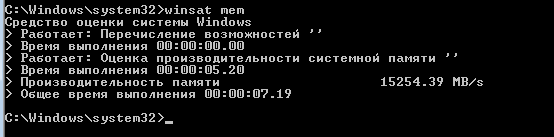 C:\Windows\system32>winsat mem
Средство оценки системы Windows
> Работает: Перечисление возможностей ''
> Время выполнения 00:00:00.00
> Работает: Оценка производительности системной памяти ''
> Время выполнения 00:00:05.20
> Производительность памяти 15254.39 MB/s
> Общее время выполнения 00:00:07.19
C:\Windows\system32>_